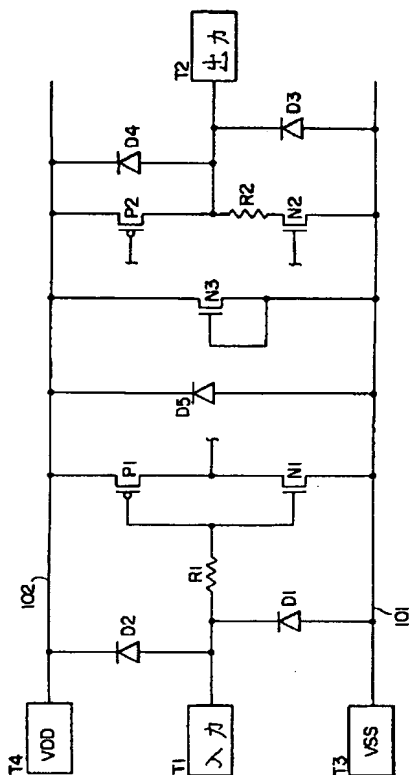 T4
VDD
102
D2
T1
入力
R1
D1
T3
VSS
101
P1
N1
D5
N3
P2
R2
N2
D4
D3
T2
出力